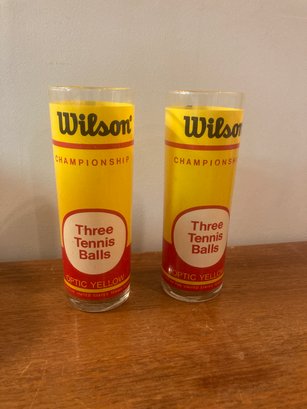 Wilson
CHAMPIONSHIP
Three
Tennis
Balls
OPTIC YELLOW
Wilson
CHAMPIONSHIP
Three
Tennis
Balls
OPTIC YELLOW